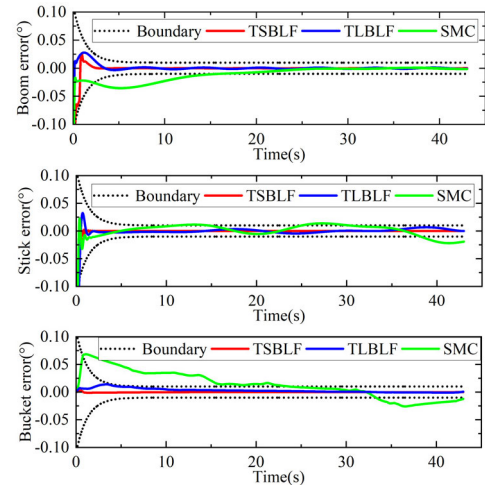 0.10
Boundary TSBLF TLBLF SMC
0.05
0.00
-0.05
-0.10
Boom error(°)
0 10 20 30 40
Time(s)
0.10
Boundary TSBLF TLBLF SMC
0.05
0.00
-0.05
-0.10
Stick error(°)
0 10 20 30 40
Time(s)
0.10
Boundary TSBLF TLBLF SMC
0.05
0.00
-0.05
-0.10
Bucket error(°)
0 10 20 30 40
Time(s)